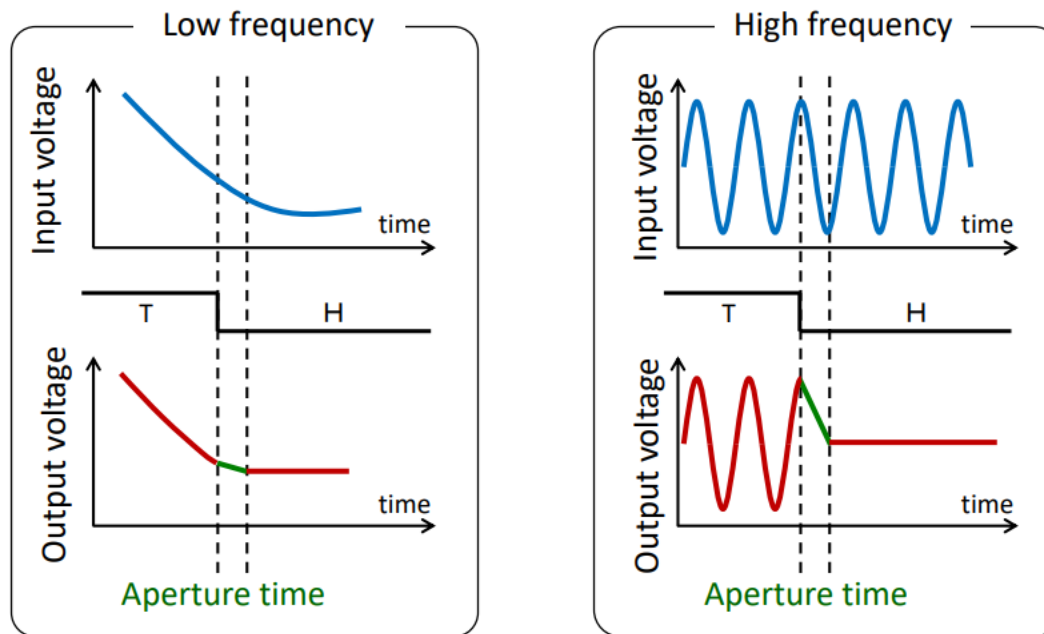 Low frequency
Input voltage
time
T
H
Output voltage
time
Aperture time
High frequency
Input voltage
time
T
H
Output voltage
time
Aperture time